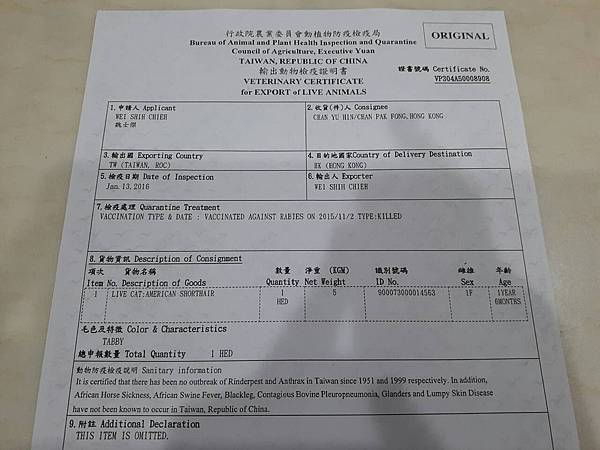 行政院農業委員會動植物防疫檢疫局
Bureau of Animal and Plant Health Inspection and Quarantine
Council of Agriculture, Executive Yuan
TAIWAN, REPUBLIC OF CHINA
輸出動物檢疫證明書
VETERINARY CERTIFICATE
for EXPORT of LIVE ANIMALS
ORIGINAL
證書號碼 Certificate No.
VP304AS0008908
1.申請人 Applicant
WEI SHIH CHIEH
魏士傑
2.收貨(件)人 Consignee
CHAN YU HIN/CHAN PAK FONG,HONG KONG
3.輸出國 Exporting Country
TW (TAIWAN, ROC)
4.目的地國家Country of Delivery Destination
HK (HONG KONG)
5.檢疫日期 Date of Inspection
Jan. 13, 2016
6.輸出人 Exporter
WEI SHIH CHIEH
7.檢疫處理 Quarantine Treatment
VACCINATION TYPE & DATE : VACCINATED AGAINST RABIES ON 2015/11/2 TYPE:KILLED
8.貨物資訊 Description of Consignment
項次 貨物名稱 數量 淨重 (KGM) 識別號碼 雌雄 年齡
Item No. Description of Goods Quantity Net Weight ID No. Sex Age
1 LIVE CAT:AMERICAN SHORTHAIR 1 5 900073000014563 1F 1YEAR
HED 6MONTHS
毛色及特徵 Color & Characteristics
TABBY
總申報數量 Total Quantity 1 HED
動物防疫檢疫說明 Sanitary information
It is certified that there has been no outbreak of Rinderpest and Anthrax in Taiwan since 1951 and 1999 respectively. In addition,
African Horse Sickness, African Swine Fever, Blackleg, Contagious Bovine Pleuropneumonia, Glanders and Lumpy Skin Disease
have not been known to occur in Taiwan, Republic of China.
9.附註 Additional Declaration
THIS ITEM IS OMITTED.